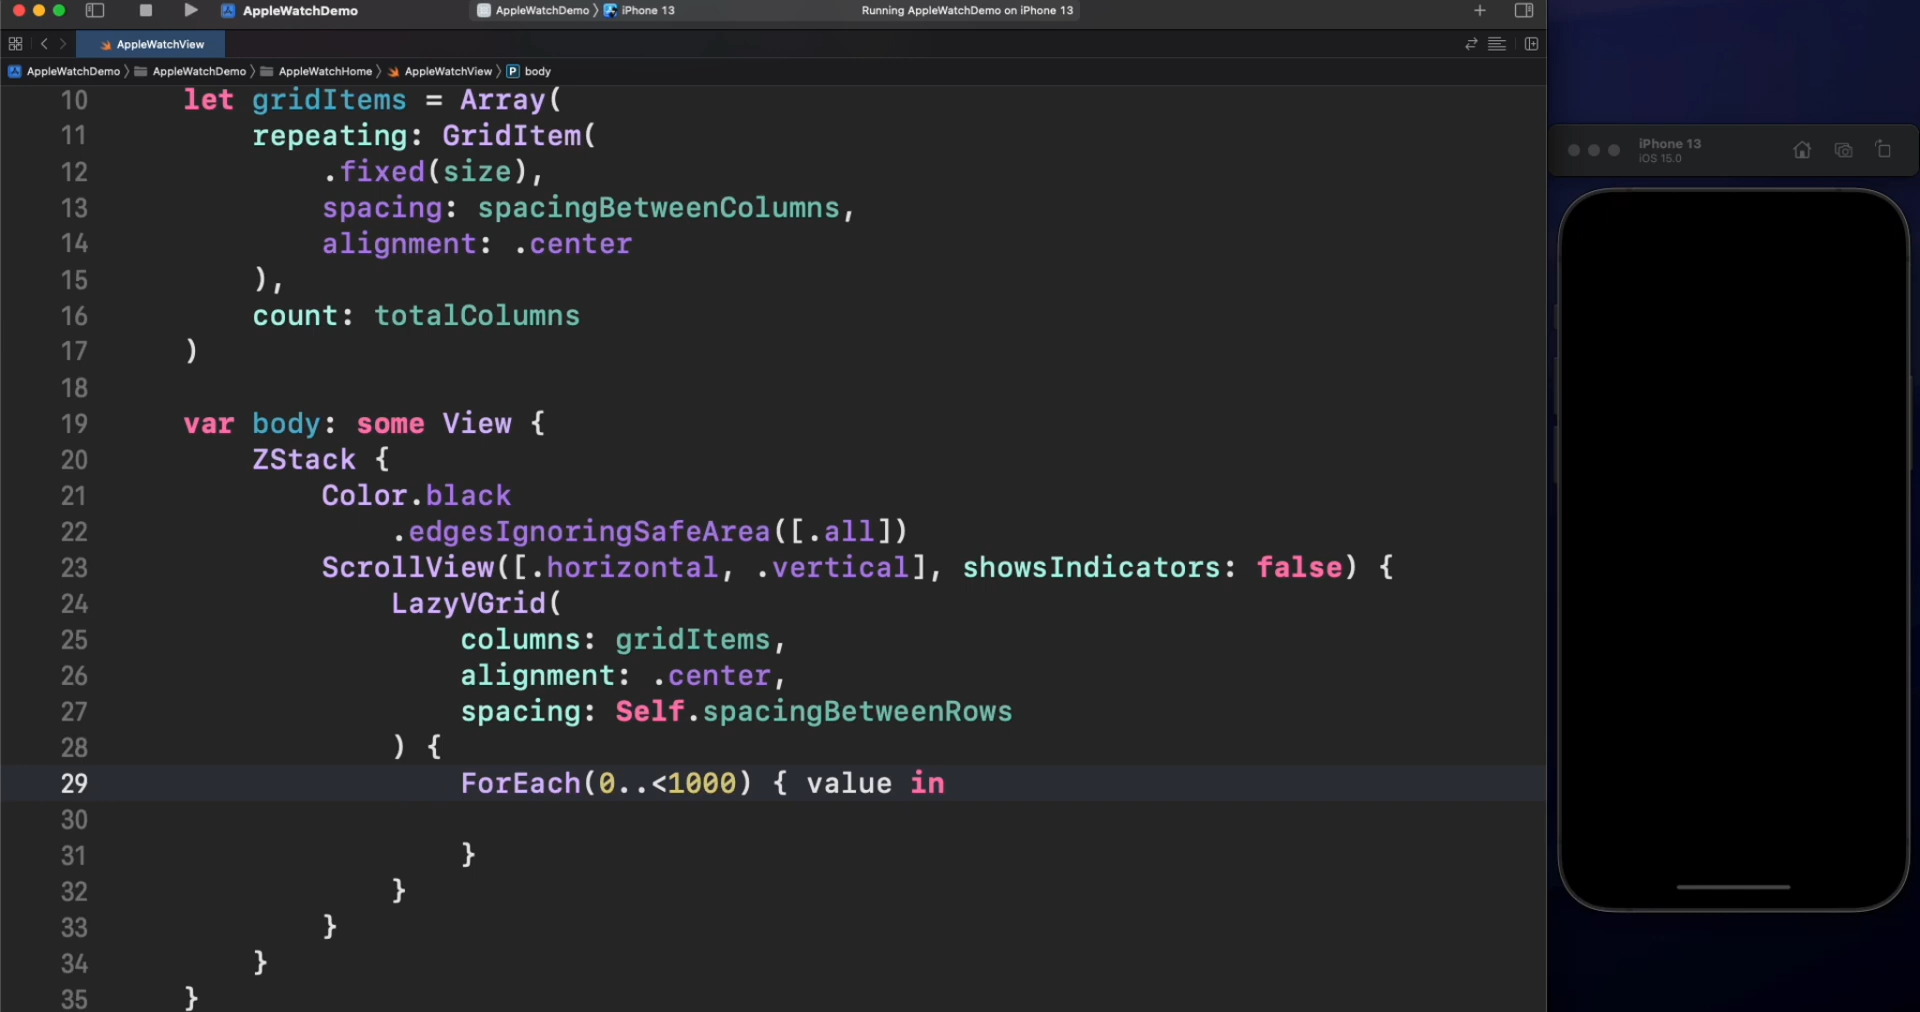 AppleWatchDemo
AppleWatchDemo 〉 iPhone 13
Running AppleWatchDemo on iPhone 13
AppleWatchView
AppleWatchDemo 〉 AppleWatchDemo 〉 AppleWatchHome 〉 AppleWatchView 〉 P body
10 let gridItems = Array(
11 repeating: GridItem(
12 .fixed(size),
13 spacing: spacingBetweenColumns,
14 alignment: .center
15 ),
16 count: totalColumns
17 )
18
19 var body: some View {
20 ZStack {
21 Color.black
22 .edgesIgnoringSafeArea([.all])
23 ScrollView([.horizontal, .vertical], showsIndicators: false) {
24 LazyVGrid(
25 columns: gridItems,
26 alignment: .center,
27 spacing: Self.spacingBetweenRows
28 ) {
29 ForEach(0..<1000) { value in
30
31 }
32 }
33 }
34 }
35 }
iPhone 13
iOS 15.0